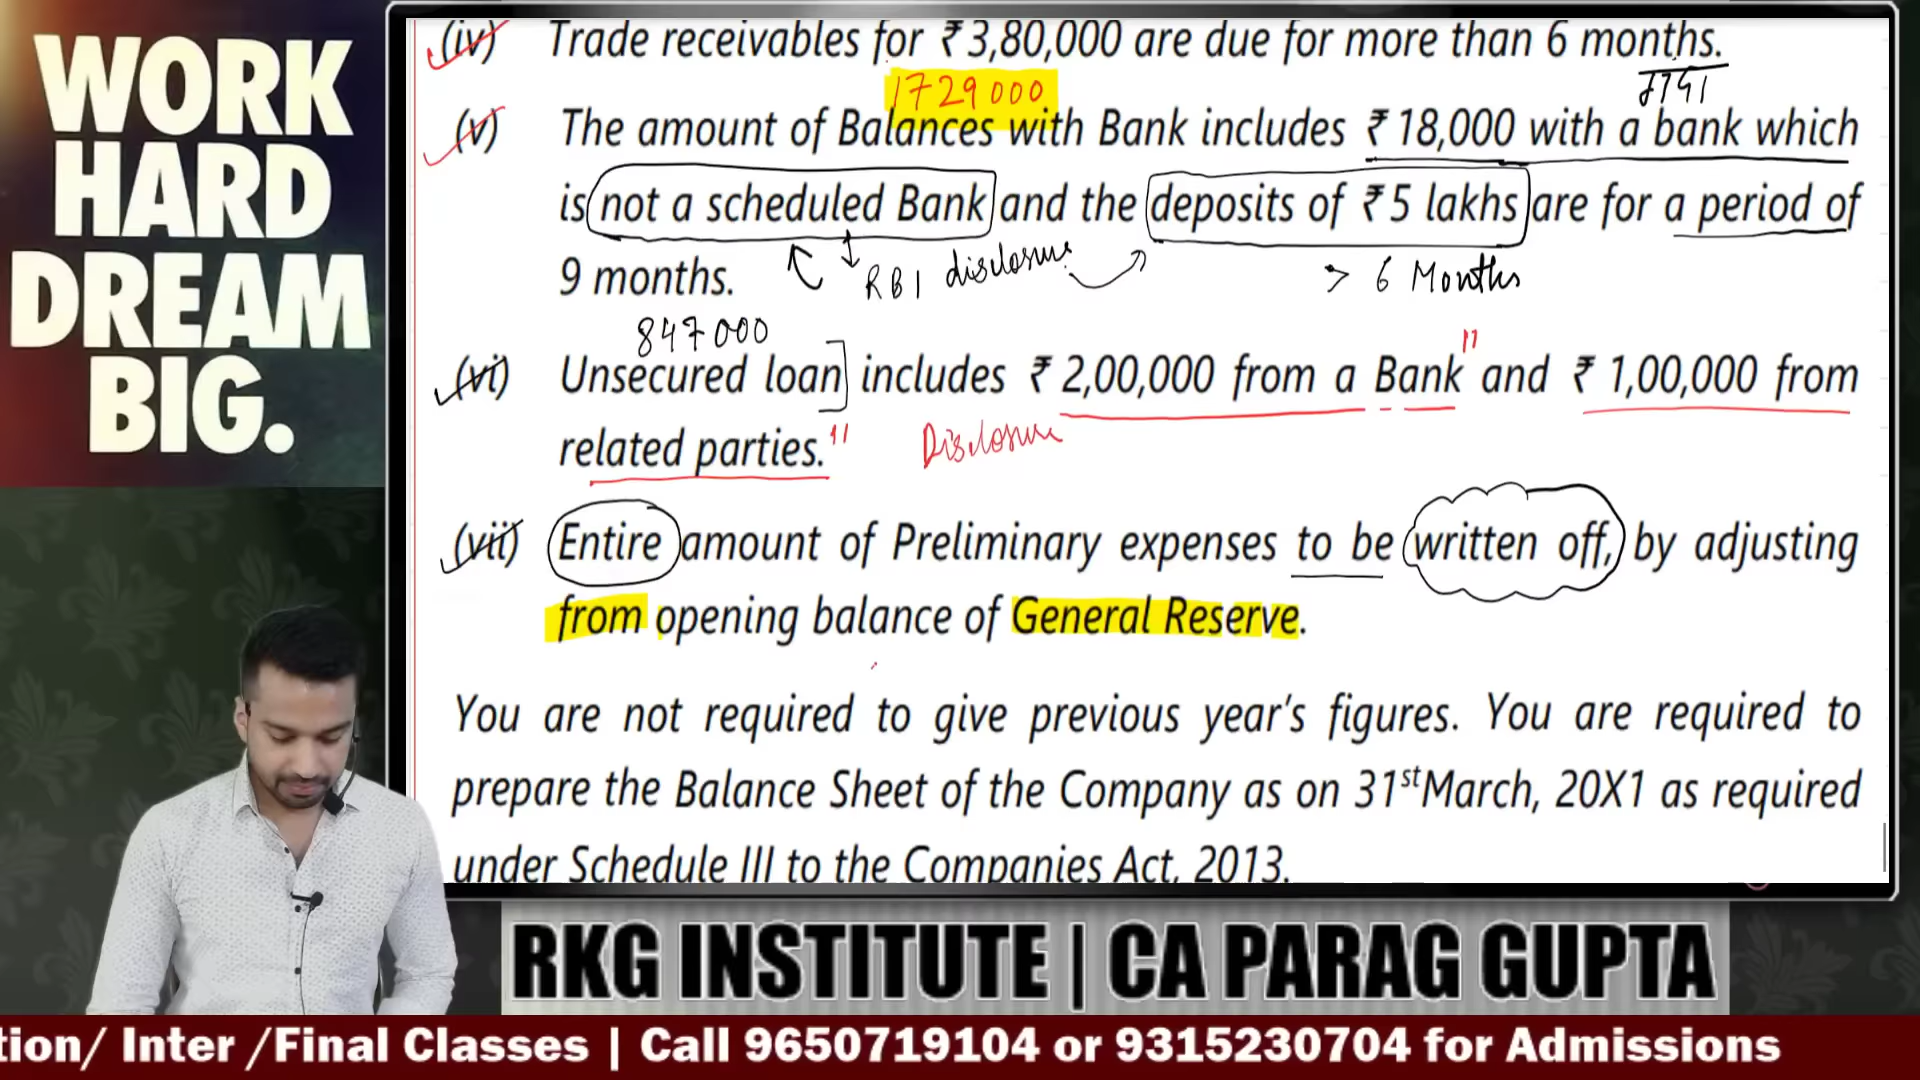 WORK
HARD
DREAM
BIG.
(iv) Trade receivables for ₹ 3,80,000 are due for more than 6 months.
1729000
(v) The amount of Balances with Bank includes ₹ 18,000 with a bank which
is not a scheduled Bank and the deposits of ₹ 5 lakhs are for a period of
9 months.
RBI disclosure
> 6 Months
847000
(vi) Unsecured loan] includes ₹ 2,00,000 from a Bank" and ₹ 1,00,000 from
related parties."
Disclosure
(vii) Entire amount of Preliminary expenses to be written off, by adjusting
from opening balance of General Reserve.
You are not required to give previous year's figures. You are required to
prepare the Balance Sheet of the Company as on 31st March, 20X1 as required
under Schedule III to the Companies Act, 2013.
RKG INSTITUTE | CA PARAG GUPTA
tion/ Inter /Final Classes | Call 9650719104 or 9315230704 for Admissions